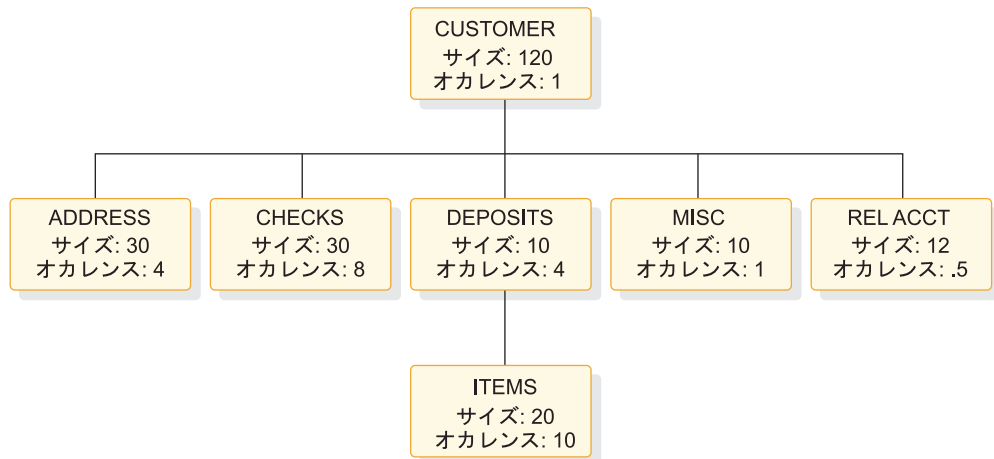 CUSTOMER
サイズ: 120
オカレンス: 1
ADDRESS
サイズ: 30
オカレンス: 4
CHECKS
サイズ: 30
オカレンス: 8
DEPOSITS
サイズ: 10
オカレンス: 4
MISC
サイズ: 10
オカレンス: 1
REL ACCT
サイズ: 12
オカレンス: .5
ITEMS
サイズ: 20
オカレンス: 10